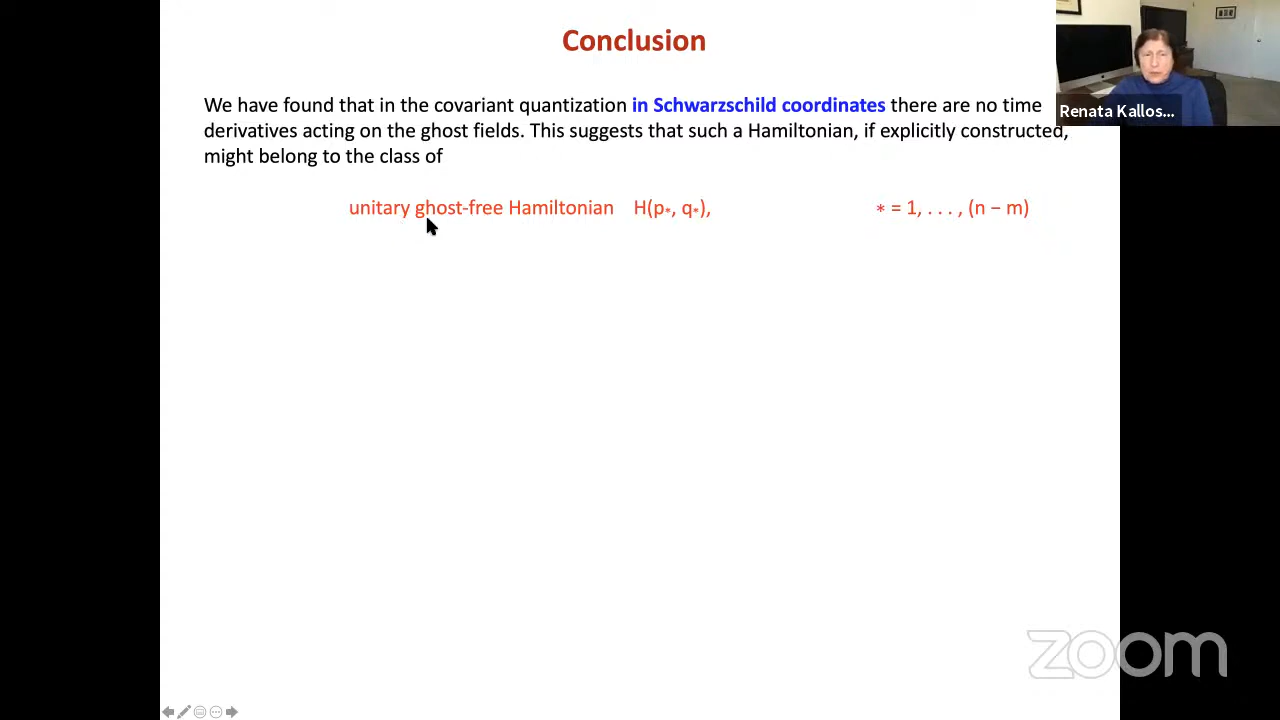 Conclusion
Renata Kallos...
We have found that in the covariant quantization in Schwarzschild coordinates there are no time
derivatives acting on the ghost fields. This suggests that such a Hamiltonian, if explicitly constructed,
might belong to the class of
unitary ghost-free Hamiltonian H(p*, q*), * = 1, . . . , (n − m)
zoom